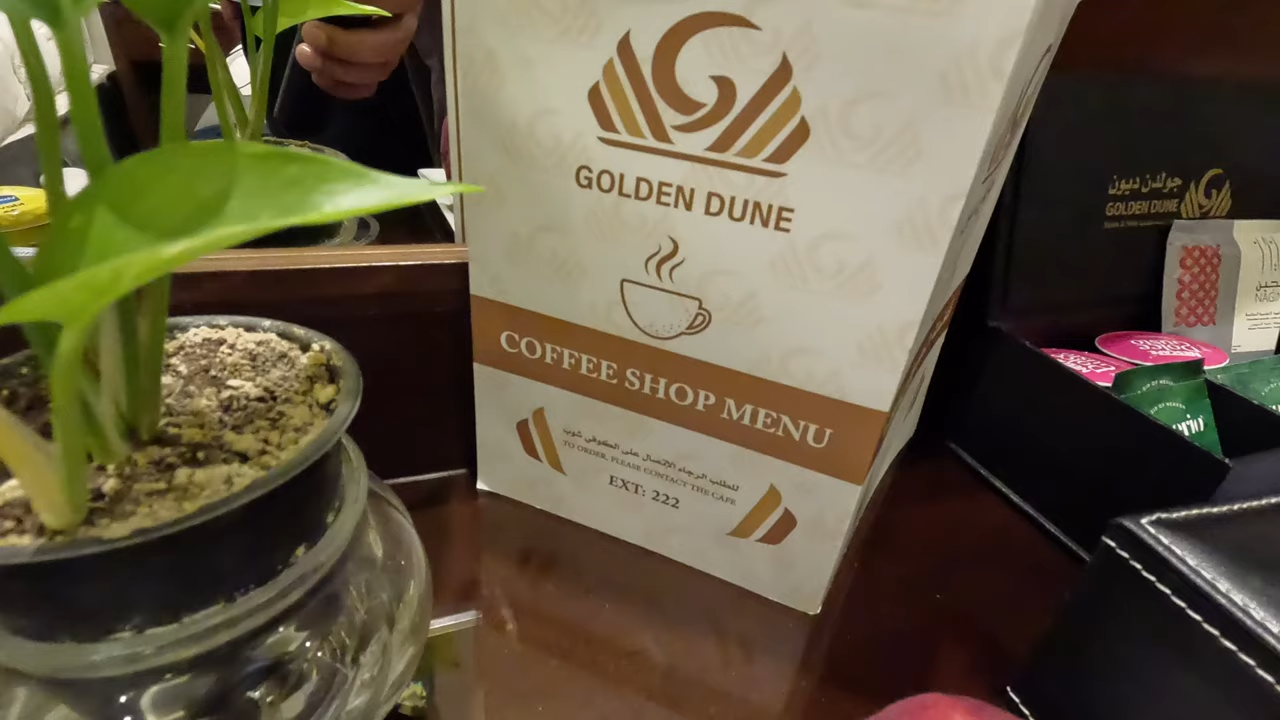 GOLDEN DUNE
COFFEE SHOP MENU
للطلب الرجاء الإتصال على الكوفي شوب
TO ORDER, PLEASE CONTACT THE CAFE
EXT: 222
جولدن ديون
GOLDEN DUNE